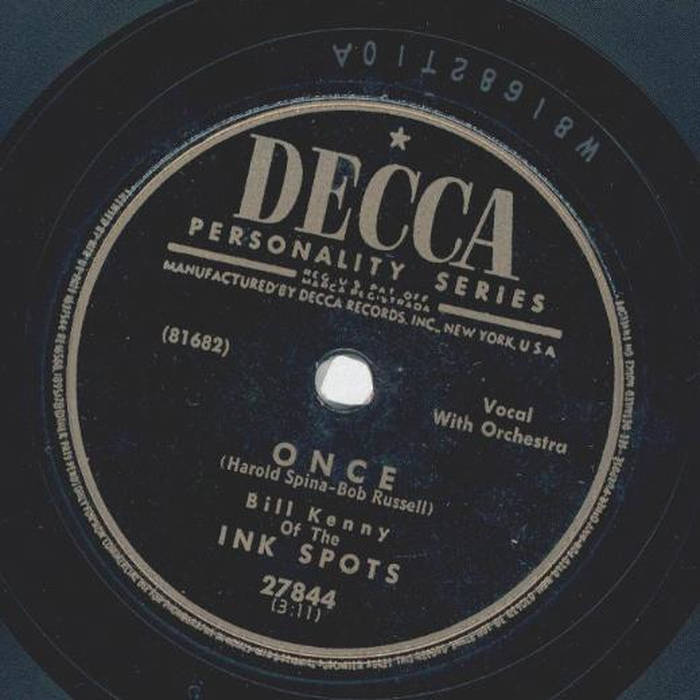 W81682T10A
DECCA
PERSONALITY SERIES
REG. U.S. PAT. OFF.
MARCA REGISTRADA
MANUFACTURED BY DECCA RECORDS, INC., NEW YORK, U S A
(81682)
Vocal
With Orchestra
ONCE
(Harold Spina-Bob Russell)
Bill Kenny
Of The
INK SPOTS
27844
(3:11)